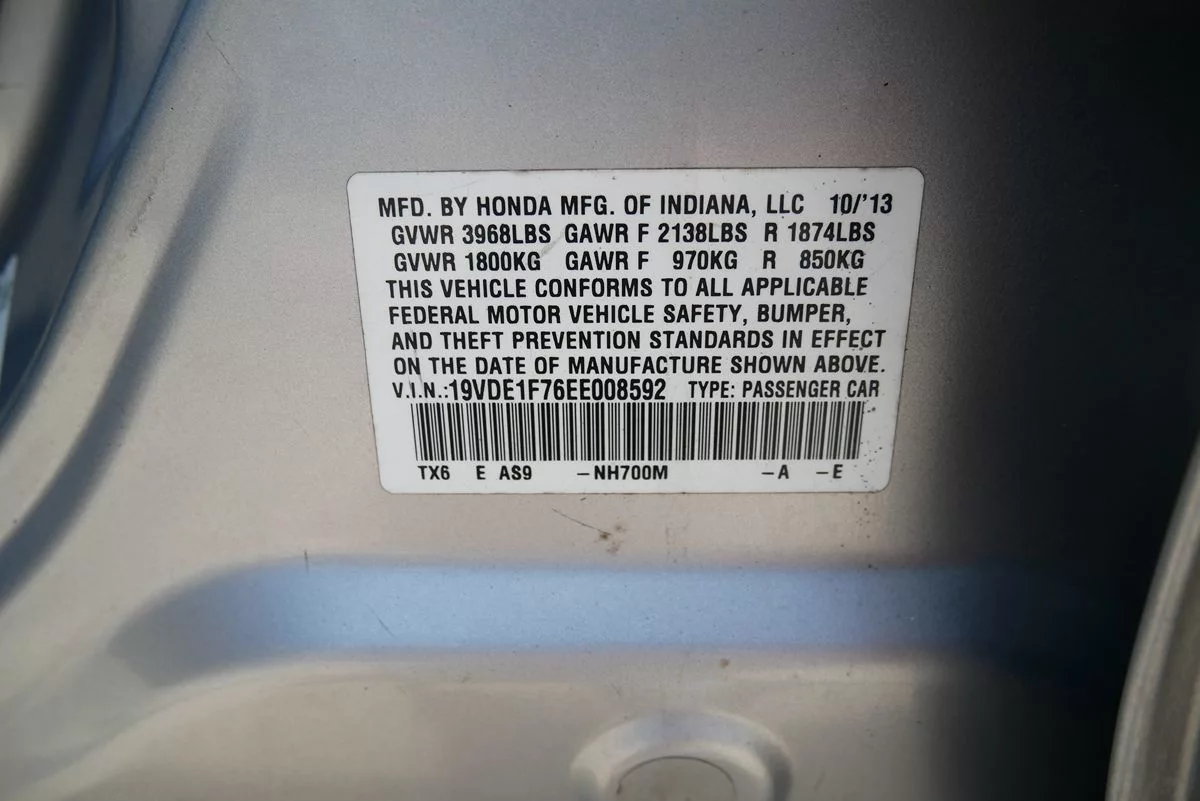 MFD. BY HONDA MFG. OF INDIANA, LLC 10/'13
GVWR 3968LBS GAWR F 2138LBS R 1874LBS
GVWR 1800KG GAWR F 970KG R 850KG
THIS VEHICLE CONFORMS TO ALL APPLICABLE
FEDERAL MOTOR VEHICLE SAFETY, BUMPER,
AND THEFT PREVENTION STANDARDS IN EFFECT
ON THE DATE OF MANUFACTURE SHOWN ABOVE.
V.I.N.:19VDE1F76EE008592 TYPE: PASSENGER CAR
TX6 E AS9 -NH700M -A -E